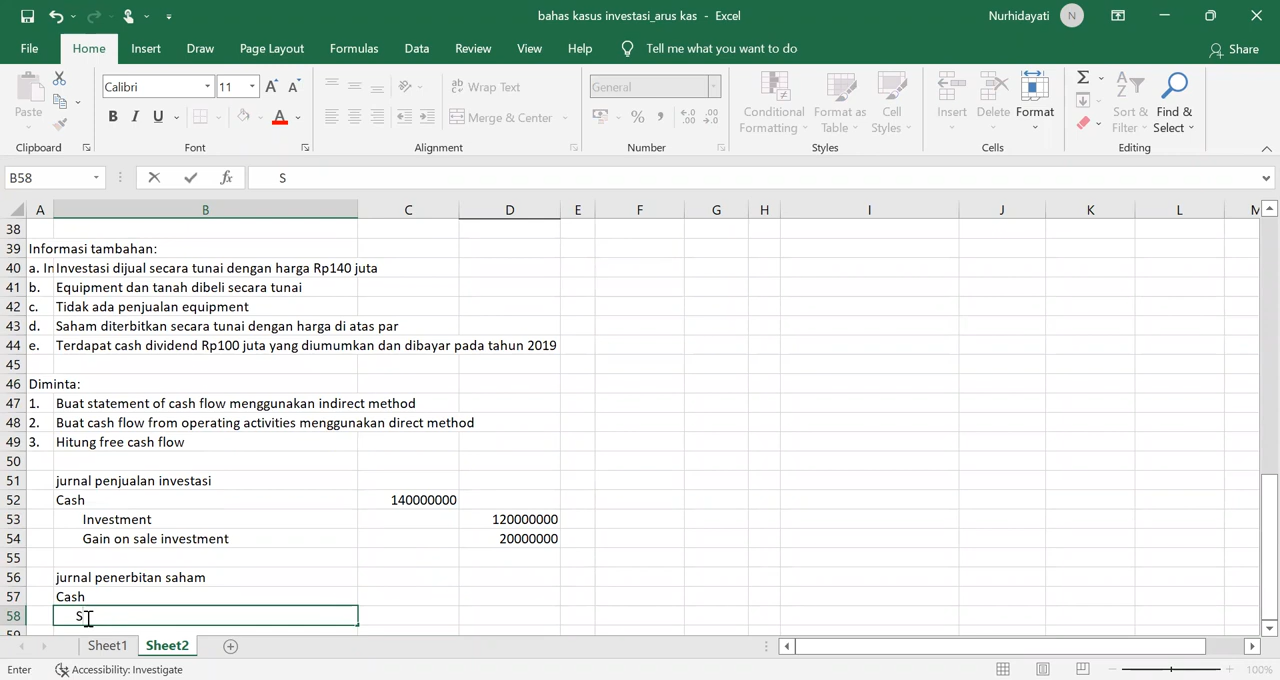 bahas kasus investasi_arus kas - Excel
Nurhidayati N
File Home Insert Draw Page Layout Formulas Data Review View Help Tell me what you want to do Share
Paste
Clipboard
Calibri 11
B I U A
Font
Wrap Text
Merge & Center
Alignment
General
% ,
Number
Conditional Formatting
Format as Table
Cell Styles
Styles
Insert Delete Format
Cells
Sort & Filter
Find & Select
Editing
B58 fx S
A B C D E F G H I J K L M
38
39 Informasi tambahan:
40 a. In Investasi dijual secara tunai dengan harga Rp140 juta
41 b. Equipment dan tanah dibeli secara tunai
42 c. Tidak ada penjualan equipment
43 d. Saham diterbitkan secara tunai dengan harga di atas par
44 e. Terdapat cash dividend Rp100 juta yang diumumkan dan dibayar pada tahun 2019
45
46 Diminta:
47 1. Buat statement of cash flow menggunakan indirect method
48 2. Buat cash flow from operating activities menggunakan direct method
49 3. Hitung free cash flow
50
51 jurnal penjualan investasi
52 Cash 140000000
53 Investment 120000000
54 Gain on sale investment 20000000
55
56 jurnal penerbitan saham
57 Cash
58 S
59
Sheet1 Sheet2
Enter Accessibility: Investigate 100%